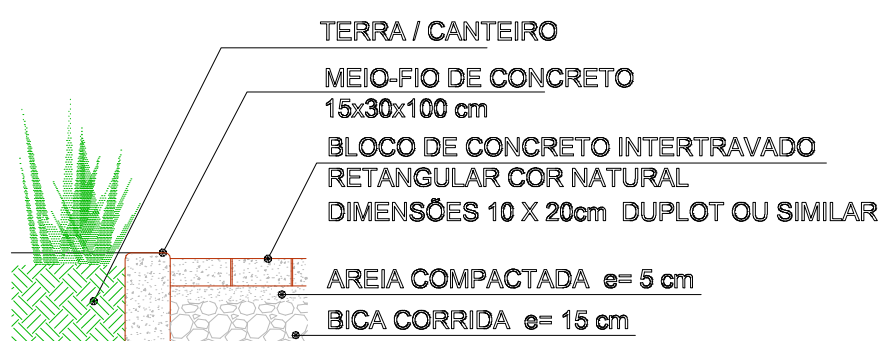 TERRA / CANTEIRO
MEIO-FIO DE CONCRETO
15x30x100 cm
BLOCO DE CONCRETO INTERTRAVADO
RETANGULAR COR NATURAL
DIMENSÕES 10 X 20cm DUPLOT OU SIMILAR
AREIA COMPACTADA e= 5 cm
BICA CORRIDA e= 15 cm